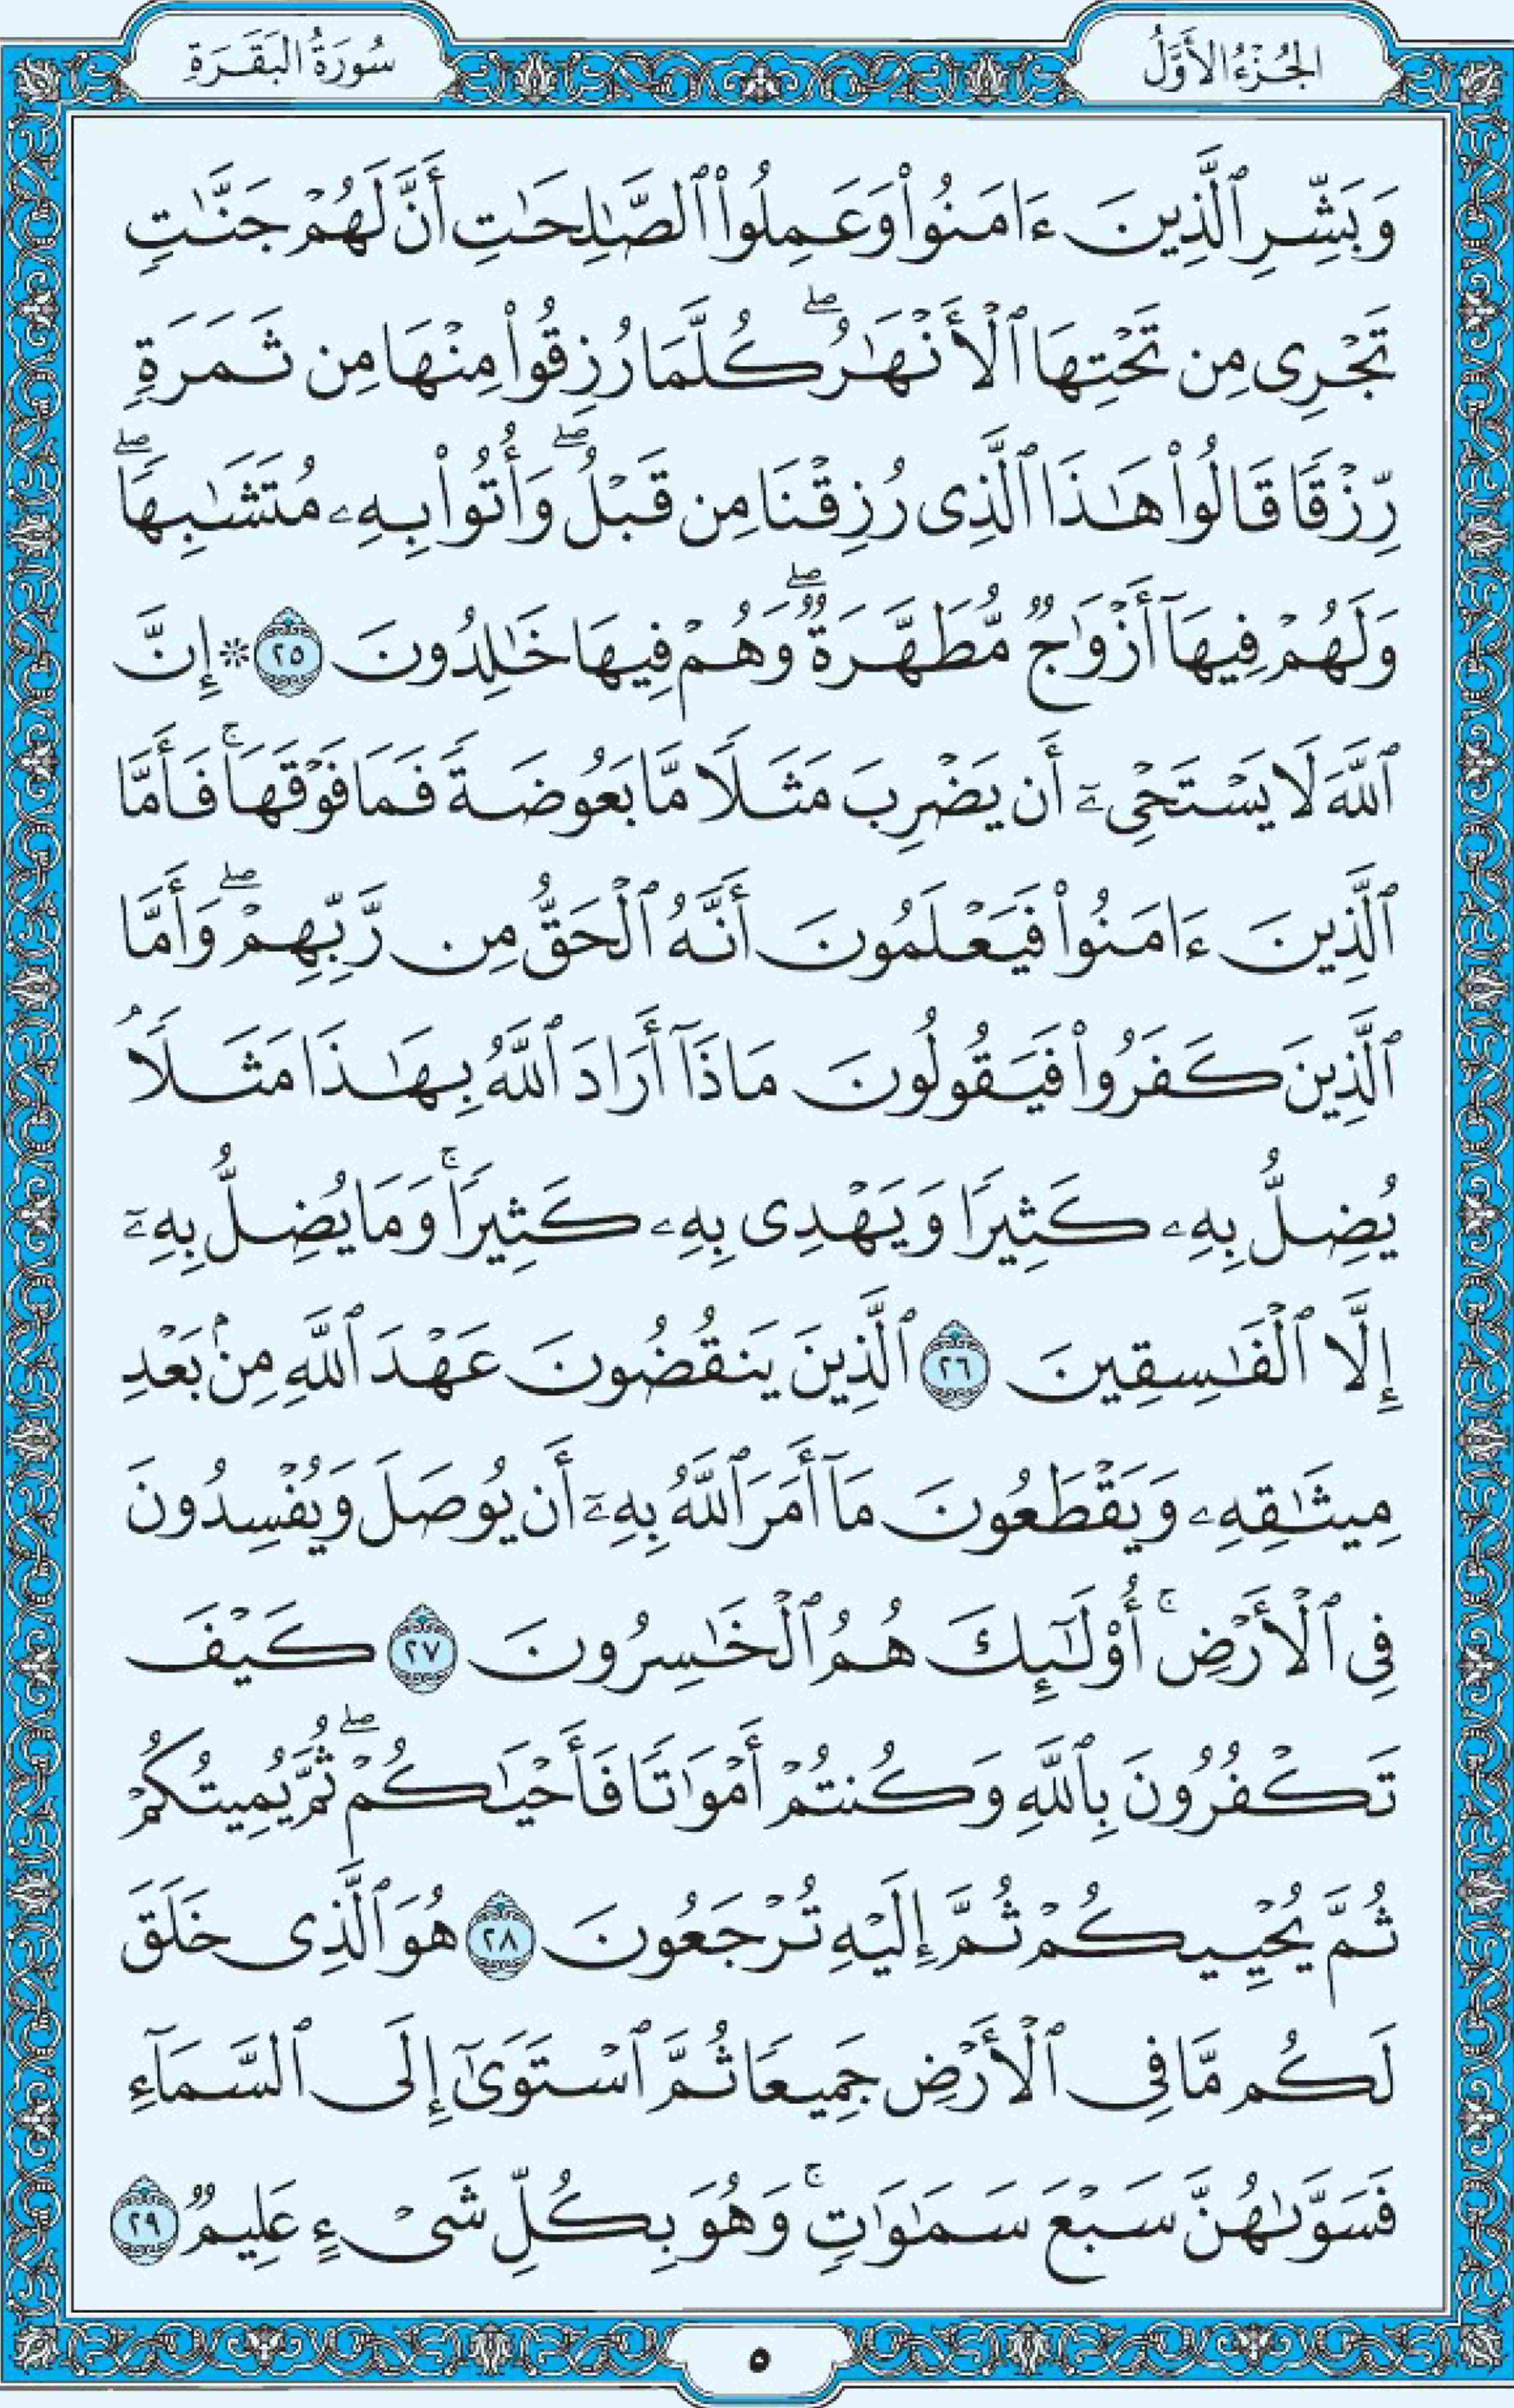 الجُزْءُ الأَوَّلُ
سُورَةُ البَقَرَةِ
وَبَشِّرِ ٱلَّذِينَ ءَامَنُوا۟ وَعَمِلُوا۟ ٱلصَّـٰلِحَـٰتِ أَنَّ لَهُمْ جَنَّـٰتٍ
تَجْرِى مِن تَحْتِهَا ٱلْأَنْهَـٰرُ ۖ كُلَّمَا رُزِقُوا۟ مِنْهَا مِن ثَمَرَةٍ
رِّزْقًا قَالُوا۟ هَـٰذَا ٱلَّذِى رُزِقْنَا مِن قَبْلُ ۖ وَأُتُوا۟ بِهِۦ مُتَشَـٰبِهًا ۖ
وَلَهُمْ فِيهَآ أَزْوَٰجٌ مُّطَهَّرَةٌ ۖ وَهُمْ فِيهَا خَـٰلِدُونَ ٢٥ * إِنَّ
ٱللَّهَ لَا يَسْتَحْىِۦٓ أَن يَضْرِبَ مَثَلًا مَّا بَعُوضَةً فَمَا فَوْقَهَا ۚ فَأَمَّا
ٱلَّذِينَ ءَامَنُوا۟ فَيَعْلَمُونَ أَنَّهُ ٱلْحَقُّ مِن رَّبِّهِمْ ۖ وَأَمَّا
ٱلَّذِينَ كَفَرُوا۟ فَيَقُولُونَ مَاذَآ أَرَادَ ٱللَّهُ بِهَـٰذَا مَثَلًا ۘ
يُضِلُّ بِهِۦ كَثِيرًا وَيَهْدِى بِهِۦ كَثِيرًا ۚ وَمَا يُضِلُّ بِهِۦٓ
إِلَّا ٱلْفَـٰسِقِينَ ٢٦ ٱلَّذِينَ يَنقُضُونَ عَهْدَ ٱللَّهِ مِنۢ بَعْدِ
مِيثَـٰقِهِۦ وَيَقْطَعُونَ مَآ أَمَرَ ٱللَّهُ بِهِۦٓ أَن يُوصَلَ وَيُفْسِدُونَ
فِى ٱلْأَرْضِ ۚ أُو۟لَـٰٓئِكَ هُمُ ٱلْخَـٰسِرُونَ ٢٧ كَيْفَ
تَكْفُرُونَ بِٱللَّهِ وَكُنتُمْ أَمْوَٰتًا فَأَحْيَـٰكُمْ ۖ ثُمَّ يُمِيتُكُمْ
ثُمَّ يُحْيِيكُمْ ثُمَّ إِلَيْهِ تُرْجَعُونَ ٢٨ هُوَ ٱلَّذِى خَلَقَ
لَكُم مَّا فِى ٱلْأَرْضِ جَمِيعًا ثُمَّ ٱسْتَوَىٰٓ إِلَى ٱلسَّمَآءِ
فَسَوَّىٰهُنَّ سَبْعَ سَمَـٰوَٰتٍ ۚ وَهُوَ بِكُلِّ شَىْءٍ عَلِيمٌ ٢٩
٥